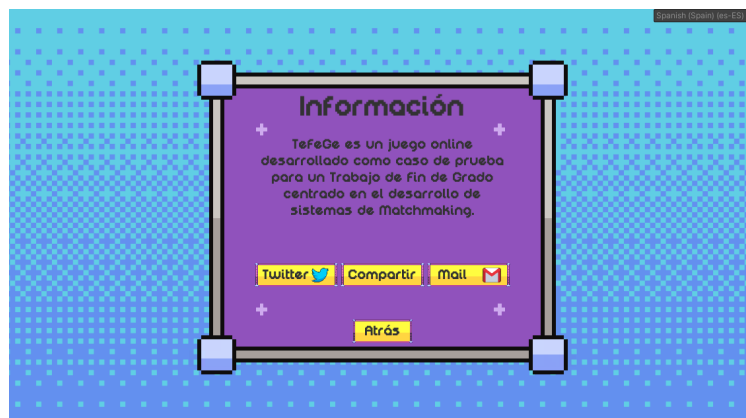 Spanish (Spain) (es-ES)
Información
TeFeGe es un juego online
desarrollado como caso de prueba
para un Trabajo de Fin de Grado
centrado en el desarrollo de
sistemas de Matchmaking.
Twitter Compartir Mail
Atrás